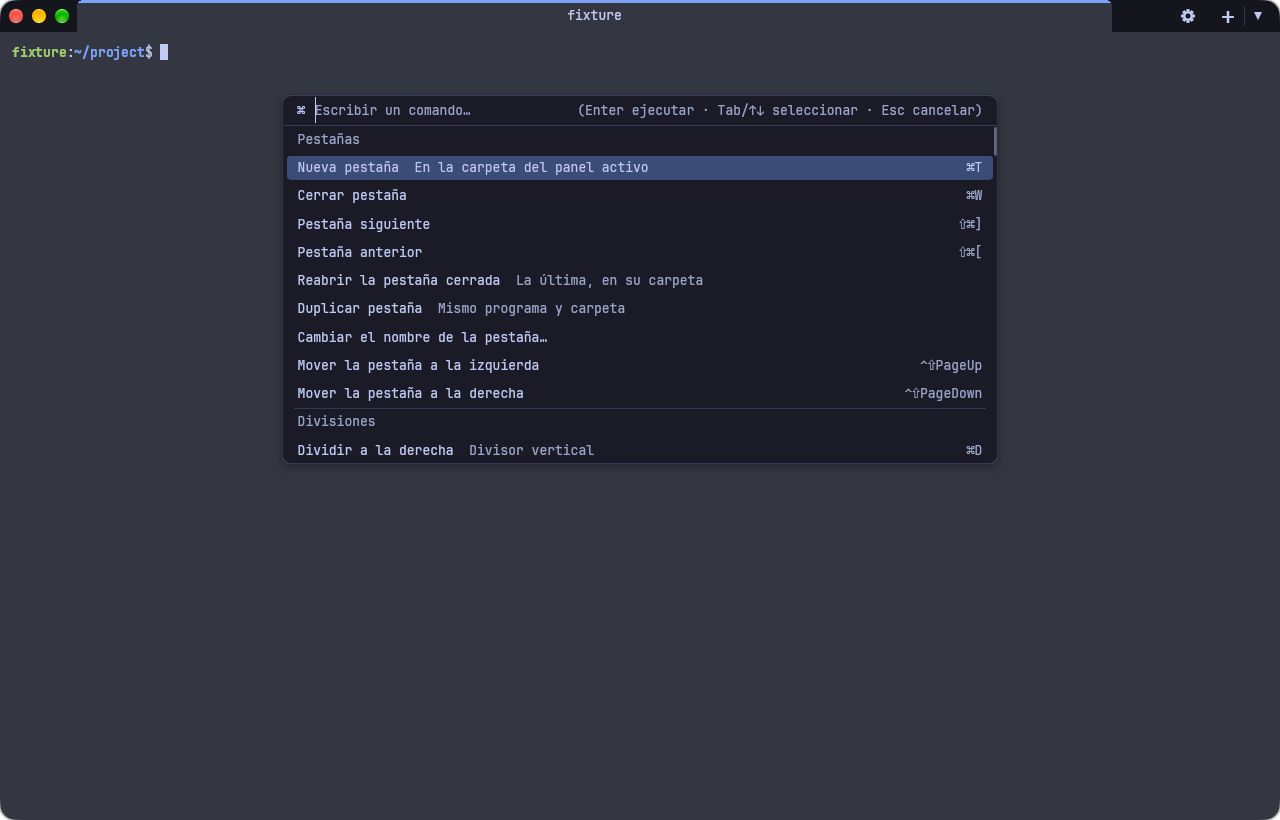 fixture
fixture:~/project$
⌘ Escribir un comando… (Enter ejecutar · Tab/↑↓ seleccionar · Esc cancelar)
Pestañas
Nueva pestaña En la carpeta del panel activo ⌘T
Cerrar pestaña ⌘W
Pestaña siguiente ⇧⌘]
Pestaña anterior ⇧⌘[
Reabrir la pestaña cerrada La última, en su carpeta
Duplicar pestaña Mismo programa y carpeta
Cambiar el nombre de la pestaña…
Mover la pestaña a la izquierda ^⇧PageUp
Mover la pestaña a la derecha ^⇧PageDown
Divisiones
Dividir a la derecha Divisor vertical ⌘D